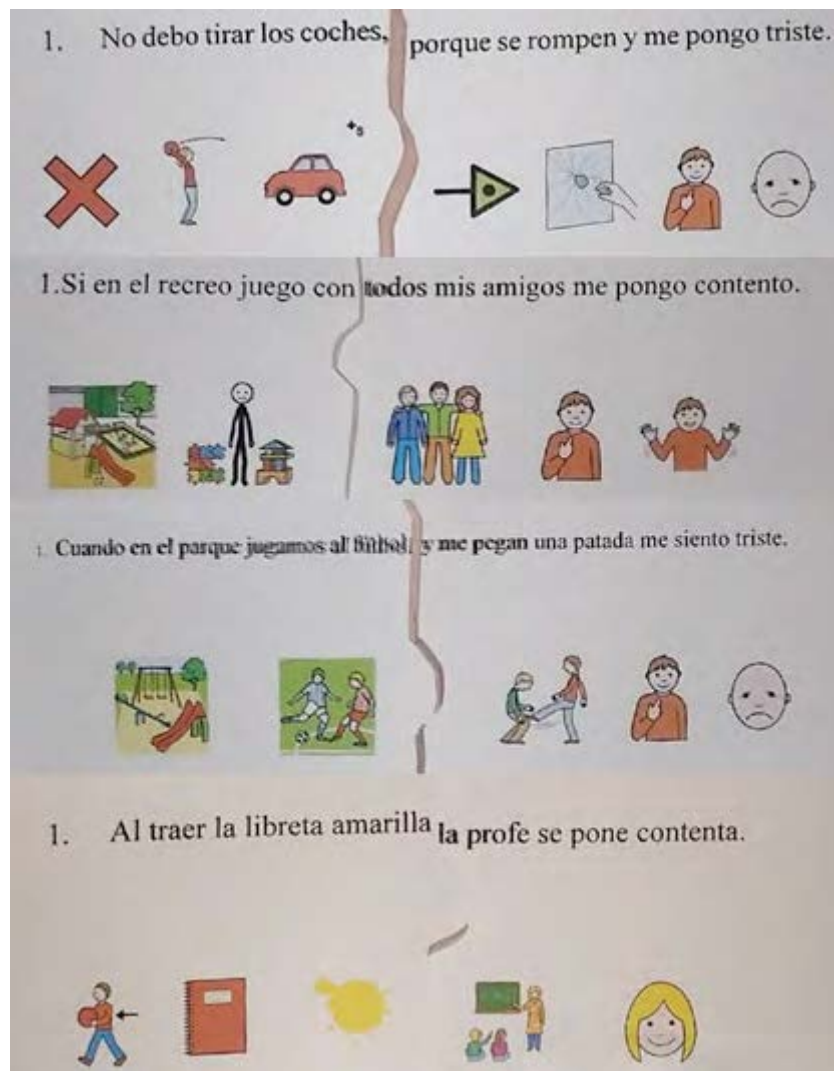 1. No debo tirar los coches, porque se rompen y me pongo triste.
+s
1.Si en el recreo juego con todos mis amigos me pongo contento.
1. Cuando en el parque jugamos al fútbol, y me pegan una patada me siento triste.
1. Al traer la libreta amarilla la profe se pone contenta.